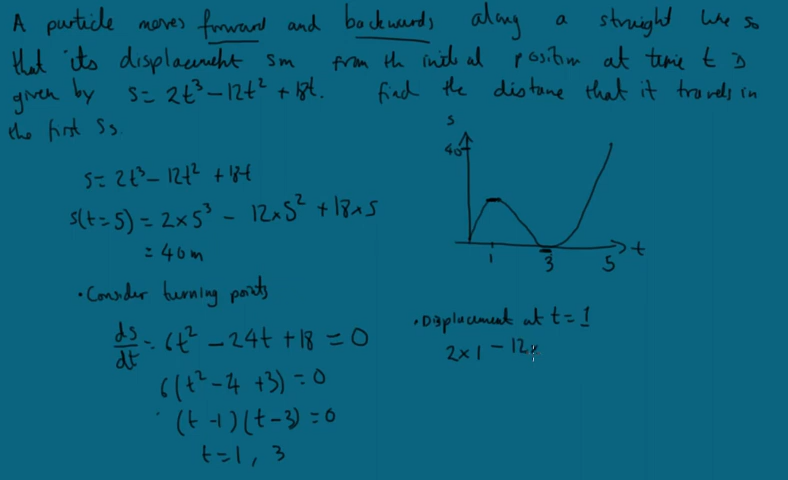 A particle moves forward and backwards along a straight line so
that its displacement sm from the initial position at time t is
given by s = 2t³ - 12t² + 18t. find the distance that it travels in
the first 5s.
s = 2t³ - 12t² + 18t
s(t=5) = 2×5³ - 12×5² + 18×5
= 40m
• Consider turning points
ds/dt = 6t² - 24t + 18 = 0
6(t² - 4 + 3) = 0
(t - 1)(t - 3) = 0
t = 1, 3
s
40
t
1 3 5
• Displacement at t = 1
2×1 - 12×